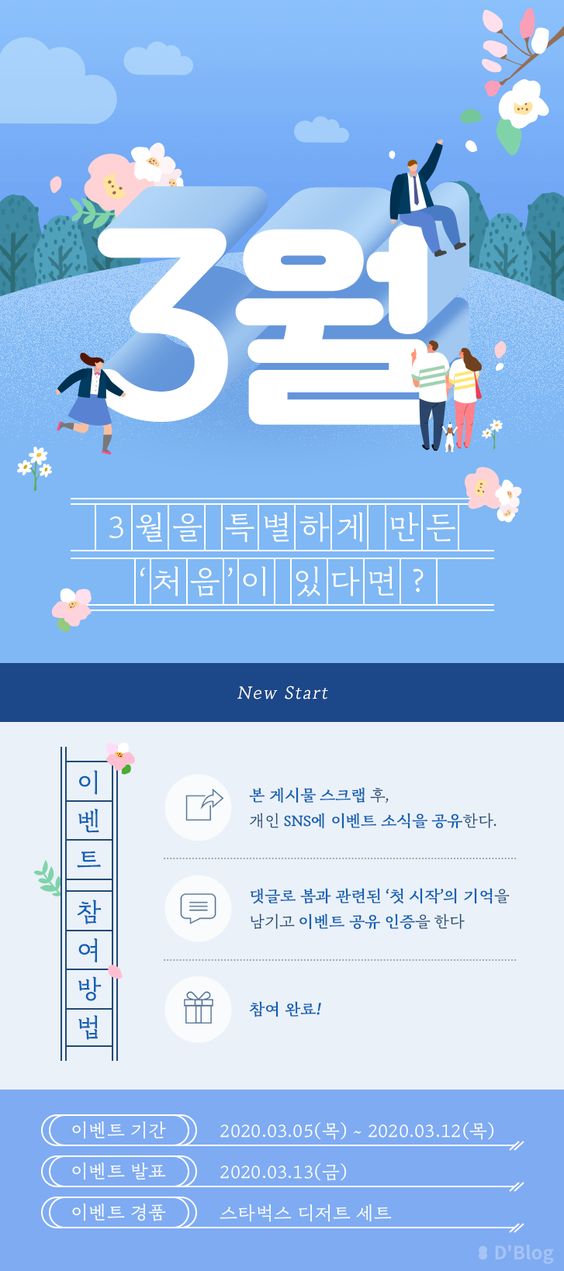 3월
3월을 특별하게 만든
‘처음’이 있다면?
New Start
이벤트 참여방법
본 게시물 스크랩 후,
개인 SNS에 이벤트 소식을 공유한다.
댓글로 봄과 관련된 ‘첫 시작’의 기억을
남기고 이벤트 공유 인증을 한다
참여 완료!
이벤트 기간 2020.03.05(목) ~ 2020.03.12(목)
이벤트 발표 2020.03.13(금)
이벤트 경품 스타벅스 디저트 세트
D'Blog